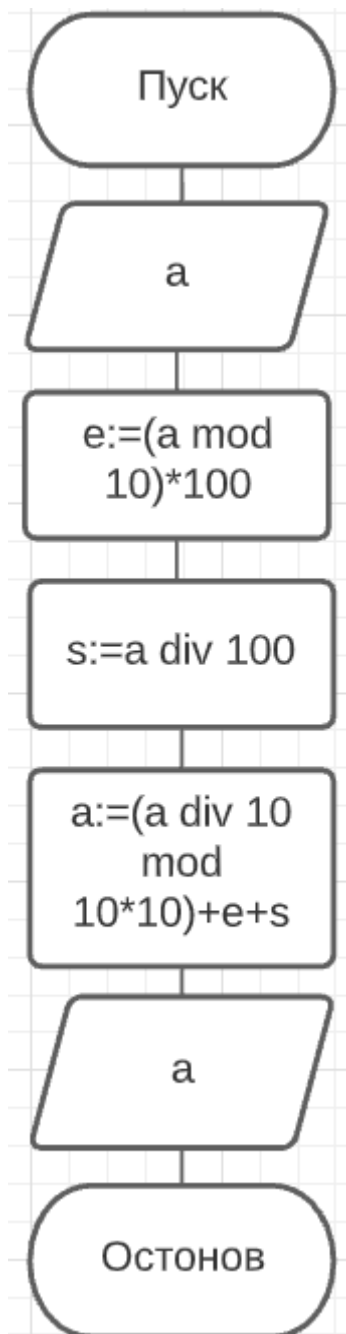 Пуск
a
e:=(a mod
10)*100
s:=a div 100
a:=(a div 10
mod
10*10)+e+s
a
Остонов